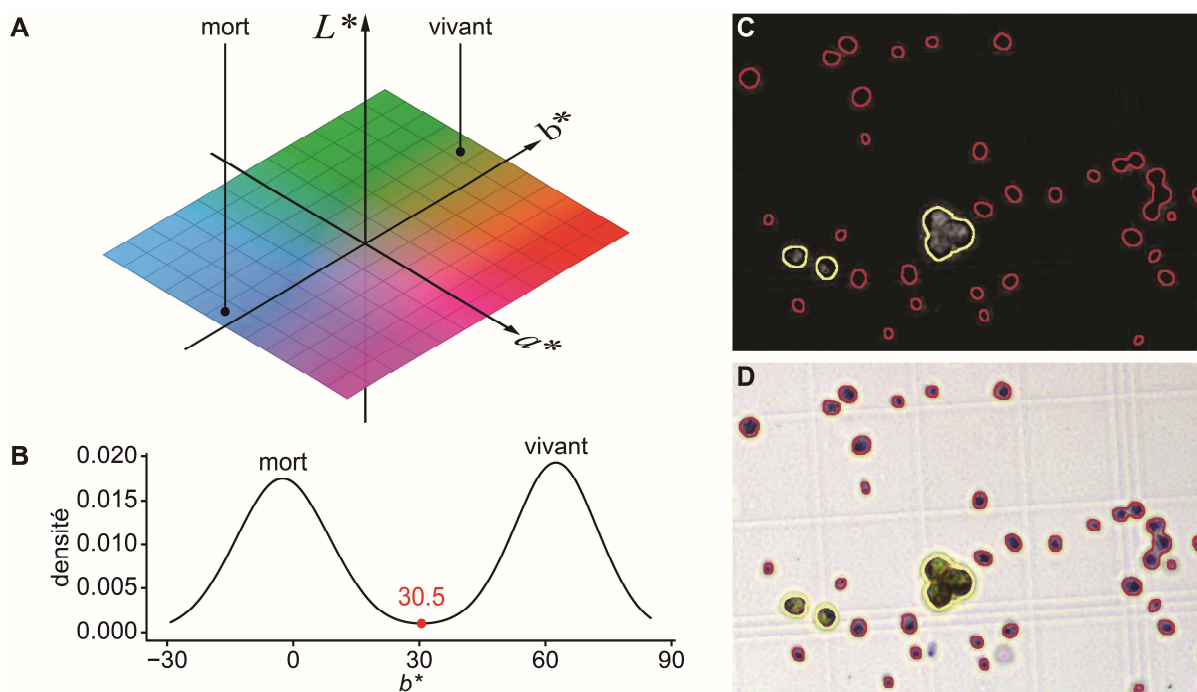 A
mort
L*
vivant
b*
a*
B
densité
0.020
0.015
0.010
0.005
0.000
mort
vivant
30.5
−30
0
30
60
90
b*
C
D